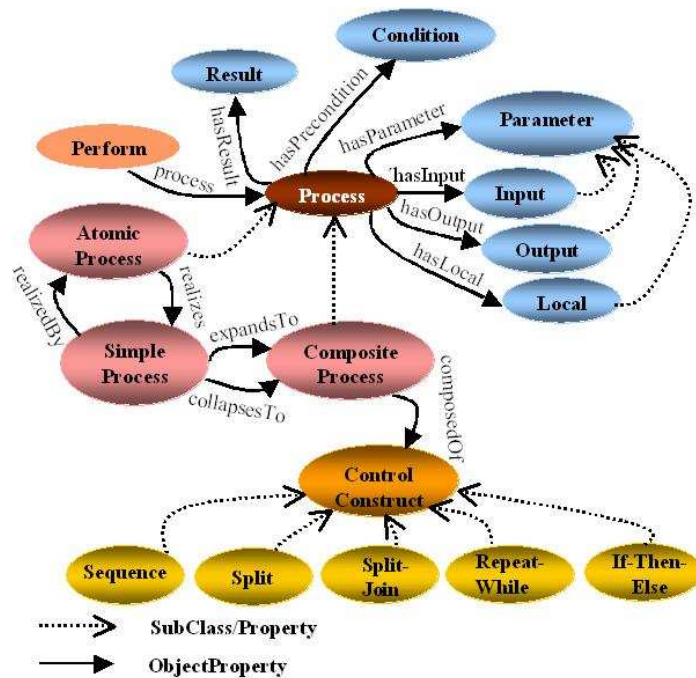 Condition
Result
hasPrecondition
hasResult
hasParameter
Parameter
Perform
process
Process
hasInput
Input
hasOutput
Output
hasLocal
Local
Atomic
Process
realizedBy
realizes
Simple
Process
expandsTo
collapsesTo
Composite
Process
composedOf
Control
Construct
Sequence
Split
Split-
Join
Repeat-
While
If-Then-
Else
SubClass/Property
ObjectProperty